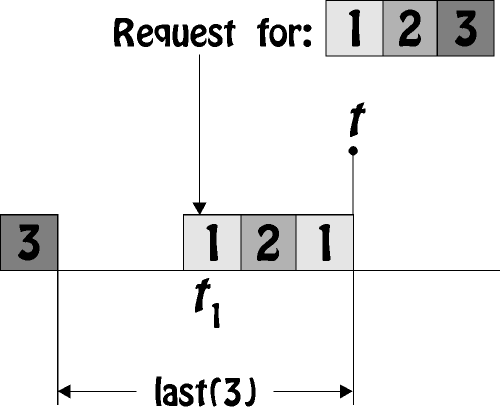 Request for: 1 2 3
t
3 1 2 1
t1
last(3)